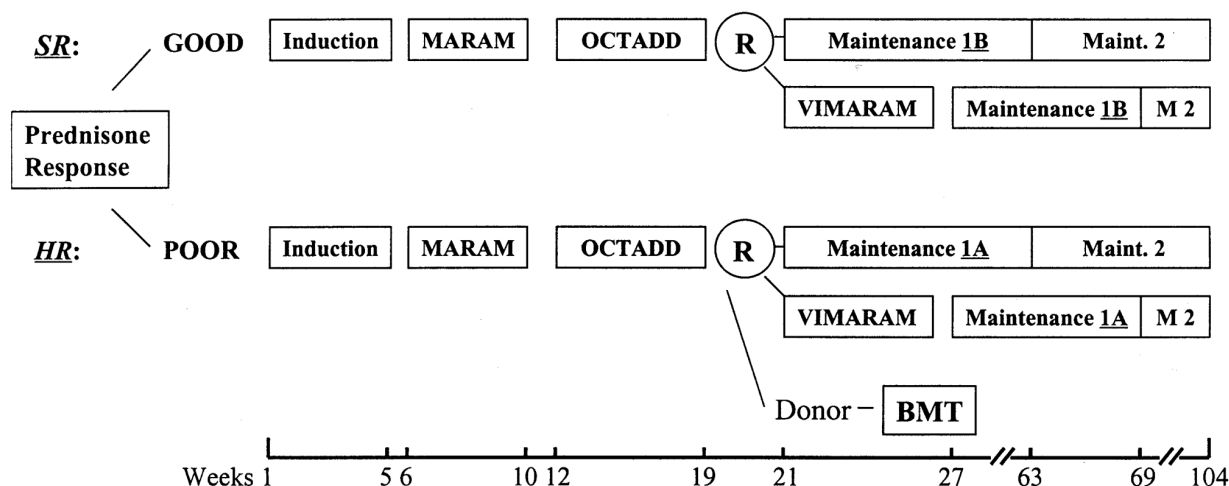 SR: GOOD Induction MARAM OCTADD R Maintenance 1B Maint. 2
VIMARAM Maintenance 1B M 2
Prednisone
Response
HR: POOR Induction MARAM OCTADD R Maintenance 1A Maint. 2
VIMARAM Maintenance 1A M 2
Donor – BMT
Weeks 1 5 6 10 12 19 21 27 63 69 104